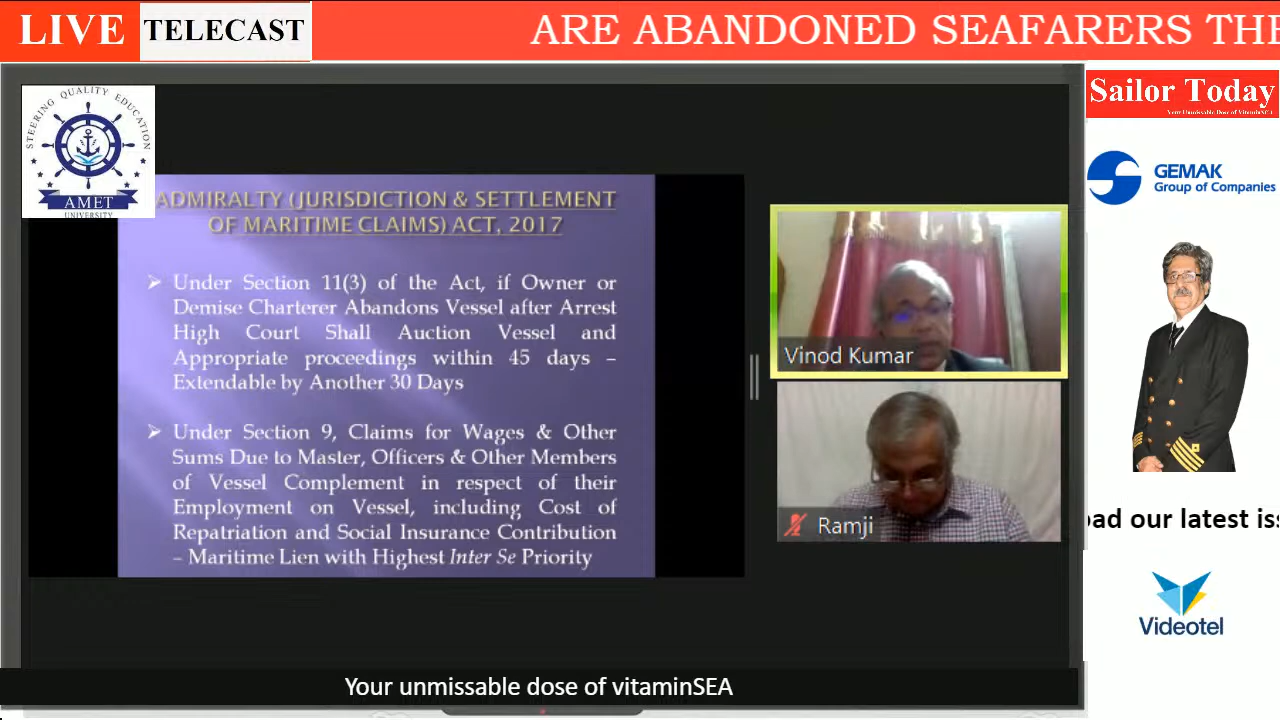 LIVE TELECAST
ARE ABANDONED SEAFARERS THE
STEERING QUALITY EDUCATION
AMET
UNIVERSITY
ADMIRALTY (JURISDICTION & SETTLEMENT
OF MARITIME CLAIMS) ACT, 2017
Under Section 11(3) of the Act, if Owner or
Demise Charterer Abandons Vessel after Arrest
High Court Shall Auction Vessel and
Appropriate proceedings within 45 days –
Extendable by Another 30 Days
Under Section 9, Claims for Wages & Other
Sums Due to Master, Officers & Other Members
of Vessel Complement in respect of their
Employment on Vessel, including Cost of
Repatriation and Social Insurance Contribution
– Maritime Lien with Highest Inter Se Priority
Vinod Kumar
Ramji
Sailor Today
GEMAK
Group of Companies
oad our latest iss
Videotel
Your unmissable dose of vitaminSEA